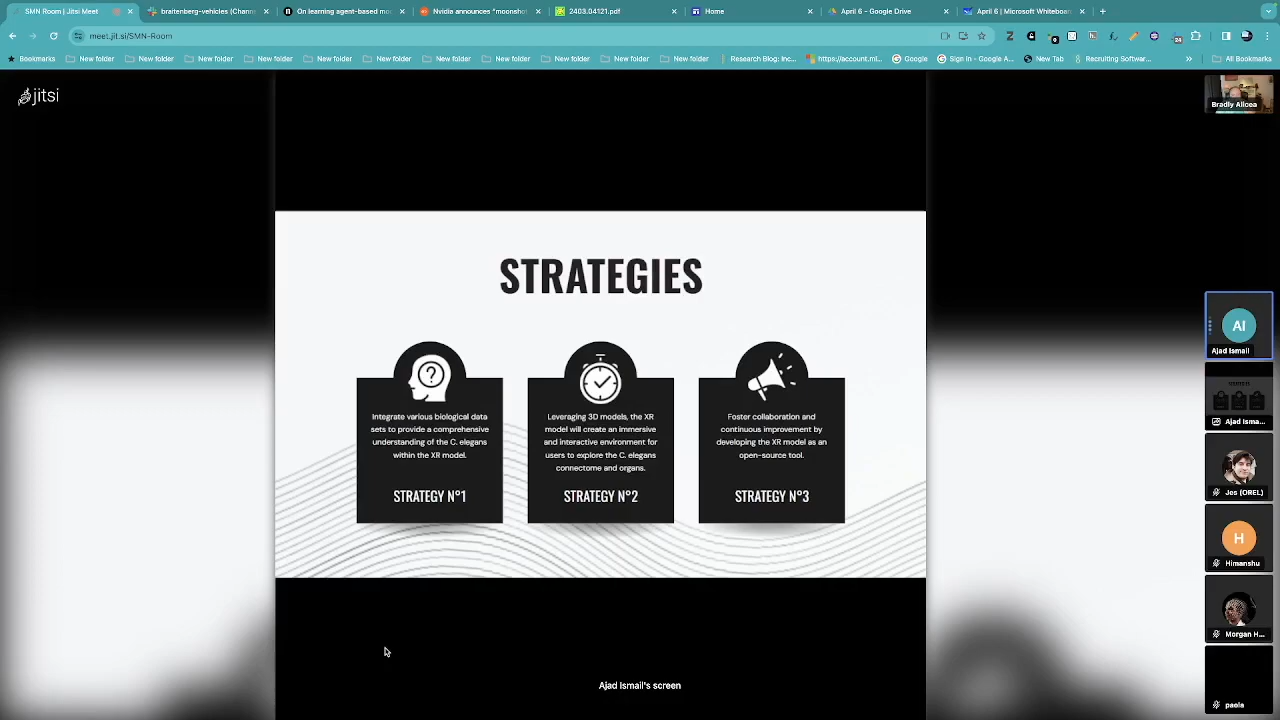 SMN Room | Jitsi Meet
braitenberg-vehicles (Chann
On learning agent-based mo
Nvidia announces "moonshot
2403.04121.pdf
Home
April 6 - Google Drive
April 6 | Microsoft Whiteboar
meet.jit.si/SMN-Room
Bookmarks
New folder
New folder
New folder
New folder
New folder
New folder
New folder
New folder
New folder
New folder
New folder
Research Blog: Inc...
https://account.ml...
Google
Sign in - Google A...
New Tab
Recruiting Softwar...
All Bookmarks
jitsi
Bradly Alicea
STRATEGIES
Integrate various biological data
sets to provide a comprehensive
understanding of the C. elegans
within the XR model.
STRATEGY N°1
Leveraging 3D models, the XR
model will create an immersive
and interactive environment for
users to explore the C. elegans
connectome and organs.
STRATEGY N°2
Foster collaboration and
continuous improvement by
developing the XR model as an
open-source tool.
STRATEGY N°3
AI
Ajad Ismail
Ajad Isma...
Jes (OREL)
H
Himanshu
Morgan H...
paola
Ajad Ismail's screen